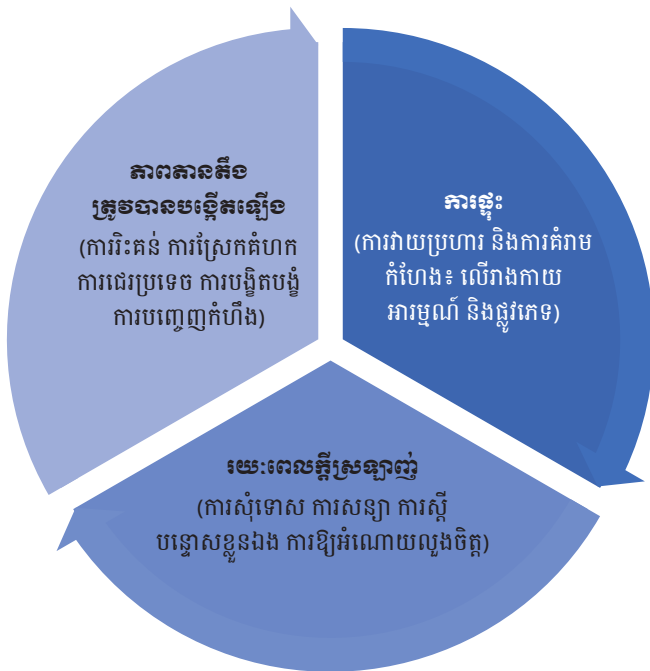 ភាពតានតឹង
ត្រូវបានបង្កើតឡើង
(ការរិះគន់ ការស្រែកគំហក
ការជេរប្រទេច ការបង្ខិតបង្ខំ
ការបញ្ចេញកំហឹង)
ការផ្ទុះ
(ការវាយប្រហារ និងការគំរាម
កំហែង៖ លើរាងកាយ
អារម្មណ៍ និងផ្លូវភេទ)
រយៈពេលក្តីស្រឡាញ់
(ការសុំទោស ការសន្យា ការស្តី
បន្ទោសខ្លួនឯង ការឱ្យអំណោយលួងចិត្ត)